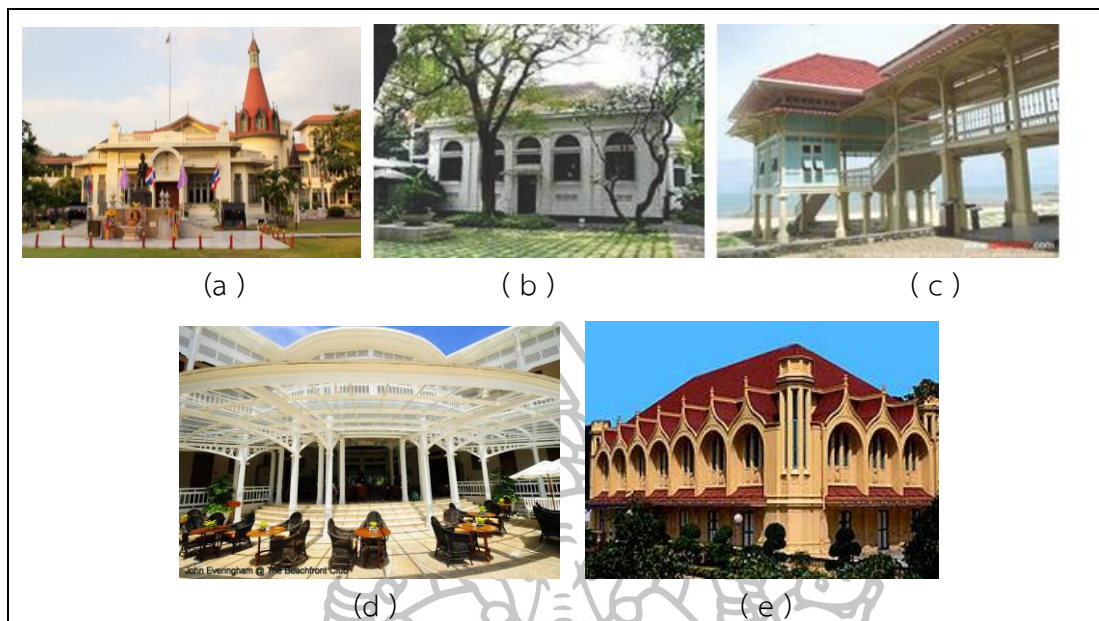 (a )
( b )
( c )
John Everingham @ The Beachfront Club
(d)
( e )